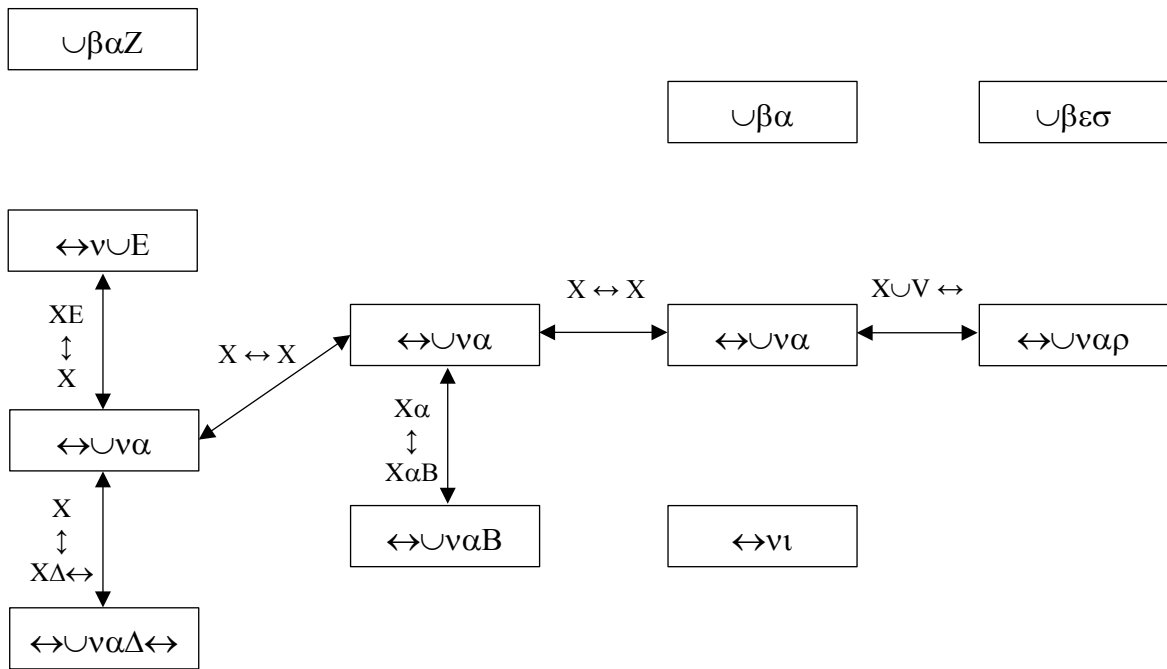 ∪βαZ
∪βα
∪βεσ
↔ν∪E
XE
↕
X
X ↔ X
X ↔ X
X∪V ↔
↔∪να
↔∪να
↔∪ναρ
↔∪να
Xα
↕
XαB
X
↕
XΔ↔
↔∪ναB
↔νι
↔∪ναΔ↔